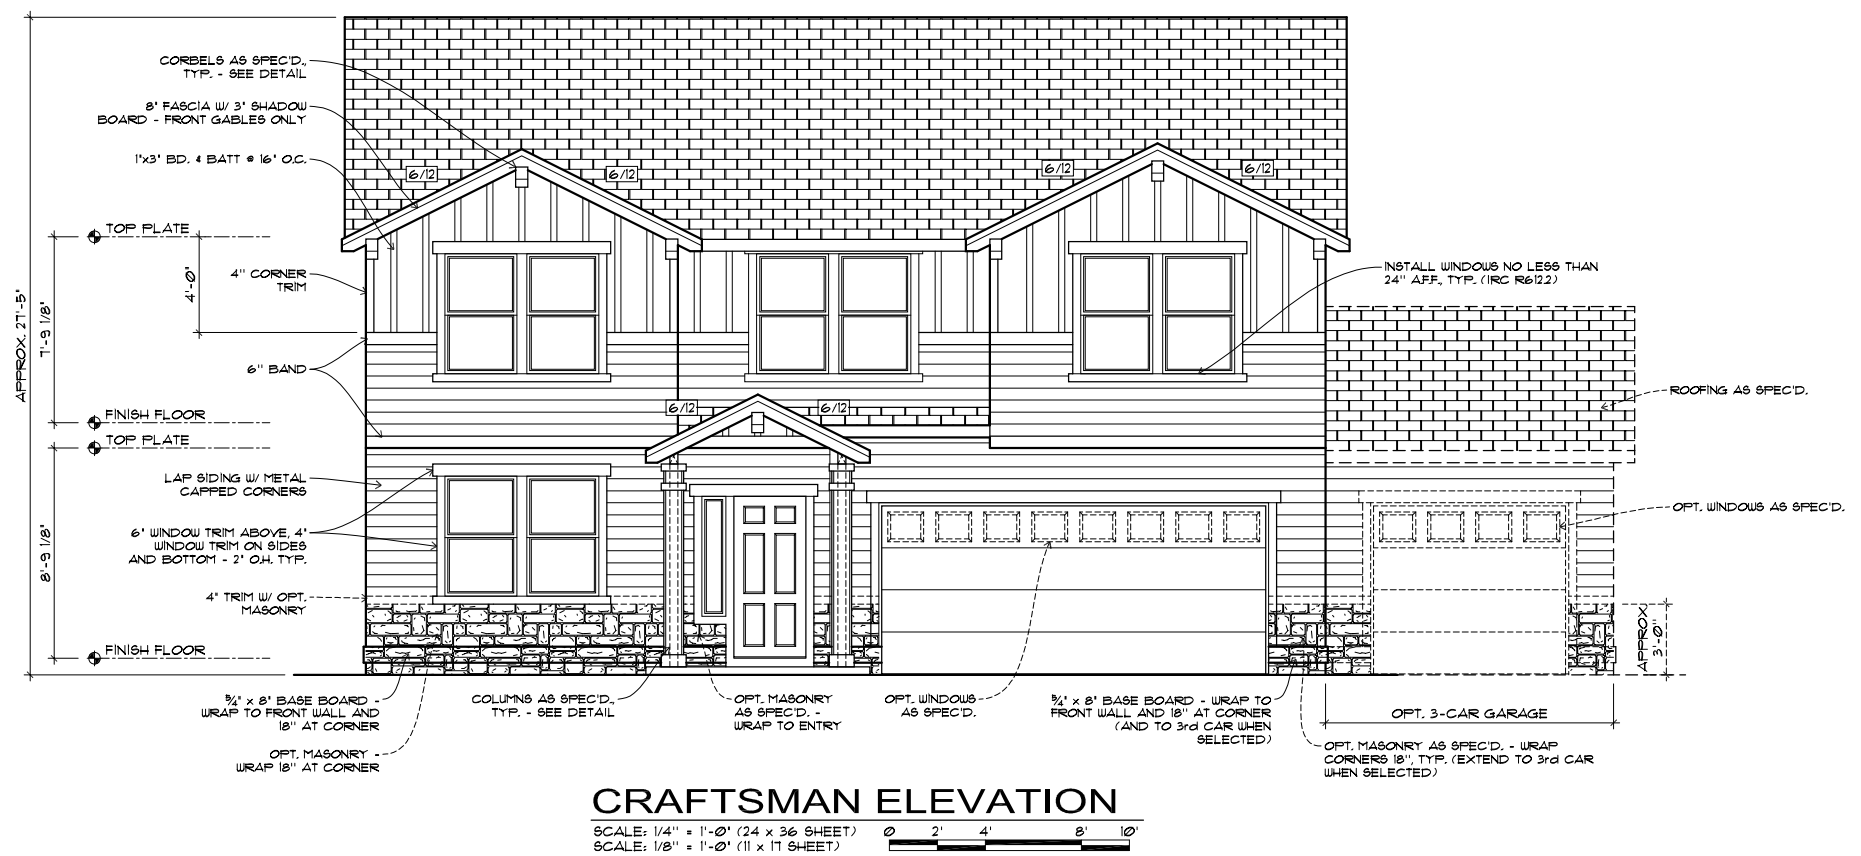 CORBELS AS SPEC'D.,
TYP. - SEE DETAIL
8" FASCIA W/ 3" SHADOW
BOARD - FRONT GABLES ONLY
1"x3" BD. & BATT @ 16" O.C.
6/12
6/12
6/12
6/12
TOP PLATE
4'-0"
4" CORNER
TRIM
APPROX. 27'-5"
7'-9 1/8"
6" BAND
INSTALL WINDOWS NO LESS THAN
24" A.F.F., TYP. (IRC R612.2)
ROOFING AS SPEC'D.
6/12
6/12
FINISH FLOOR
TOP PLATE
LAP SIDING W/ METAL
CAPPED CORNERS
6" WINDOW TRIM ABOVE, 4"
WINDOW TRIM ON SIDES
AND BOTTOM - 2" O.H. TYP.
8'-9 1/8"
OPT. WINDOWS AS SPEC'D.
4" TRIM W/ OPT.
MASONRY
FINISH FLOOR
APPROX
3'-0"
5/4" x 8" BASE BOARD -
WRAP TO FRONT WALL AND
18" AT CORNER
OPT. MASONRY -
WRAP 18" AT CORNER
COLUMNS AS SPEC'D.,
TYP. - SEE DETAIL
OPT. MASONRY
AS SPEC'D. -
WRAP TO ENTRY
OPT. WINDOWS
AS SPEC'D.
5/4" x 8" BASE BOARD - WRAP TO
FRONT WALL AND 18" AT CORNER
(AND TO 3rd CAR WHEN
SELECTED)
OPT. 3-CAR GARAGE
OPT. MASONRY AS SPEC'D. - WRAP
CORNERS 18", TYP. (EXTEND TO 3rd CAR
WHEN SELECTED)
CRAFTSMAN ELEVATION
SCALE: 1/4" = 1'-0" (24 x 36 SHEET)
SCALE: 1/8" = 1'-0" (11 x 17 SHEET)
0 2' 4' 8' 10'